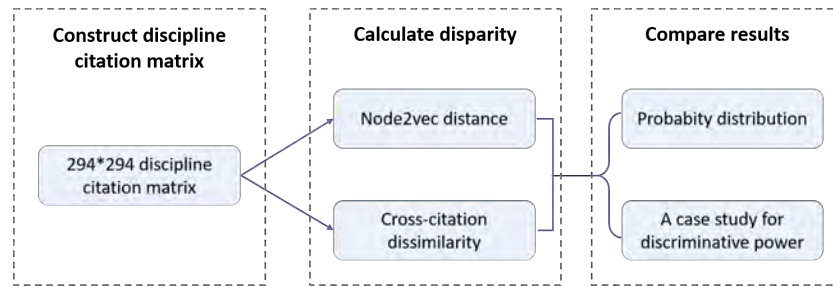 Construct discipline
citation matrix
294*294 discipline
citation matrix
Calculate disparity
Node2vec distance
Cross-citation
dissimilarity
Compare results
Probabity distribution
A case study for
discriminative power